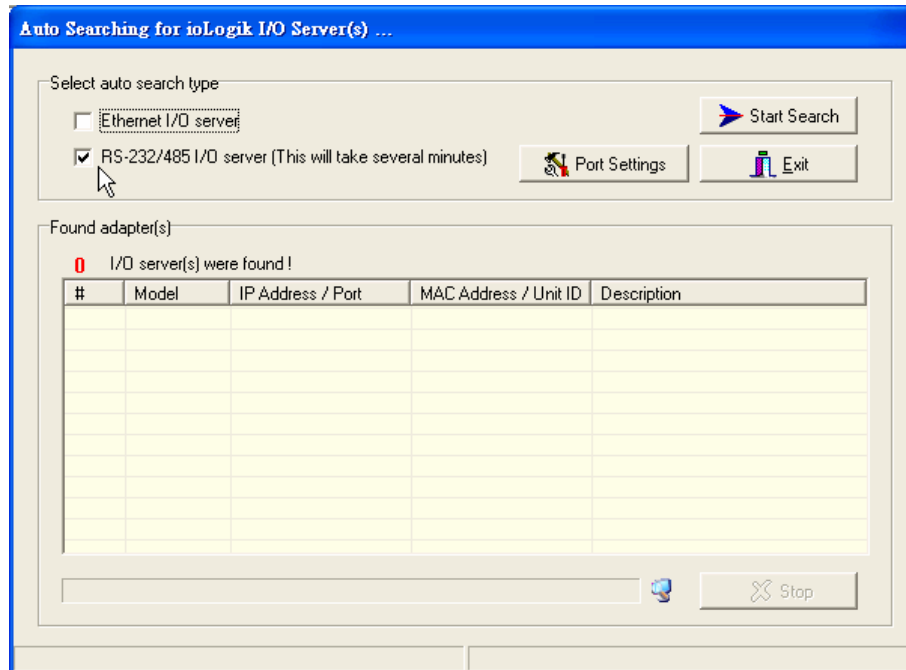 Auto Searching for ioLogik I/O Server(s) ...
Select auto search type
Ethernet I/O server
Start Search
RS-232/485 I/O server (This will take several minutes)
Port Settings
Exit
Found adapter(s)
0 I/O server(s) were found !
# Model IP Address / Port MAC Address / Unit ID Description
Stop